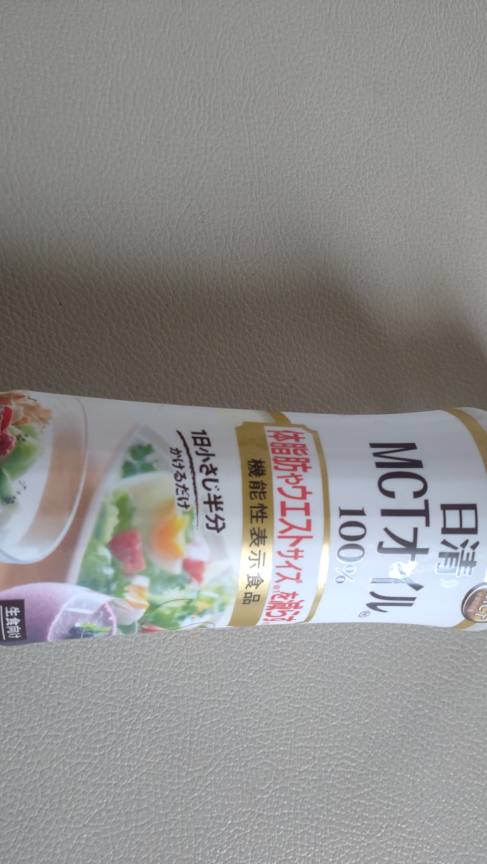 日清
MCTオイル®
100%
体脂肪やウエストサイズを減らす
機能性表示食品
1日小さじ半分
かけるだけ
生食向け